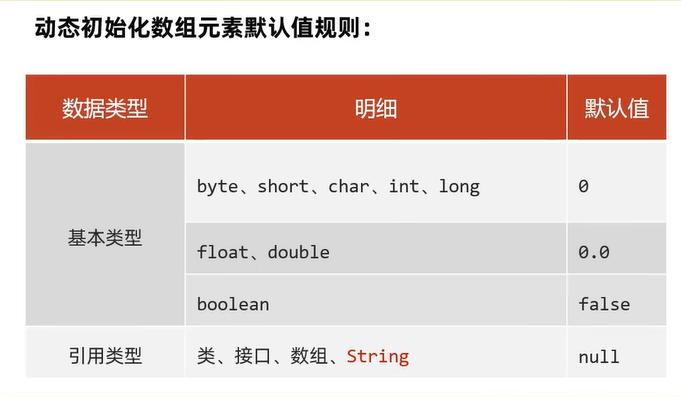 动态初始化数组元素默认值规则：
数据类型 明细 默认值
基本类型 byte、short、char、int、long 0
float、double 0.0
boolean false
引用类型 类、接口、数组、String null